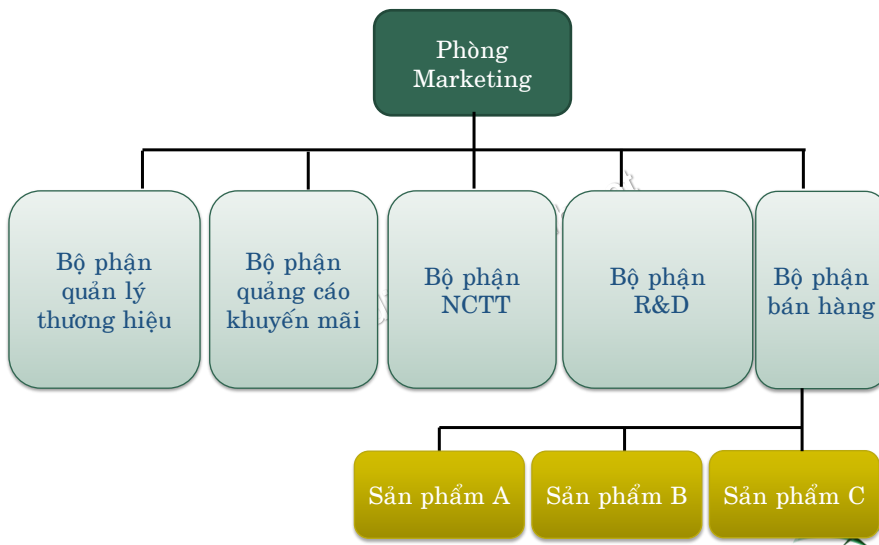 Phòng
Marketing
Bộ phận
quản lý
thương hiệu
Bộ phận
quảng cáo
khuyến mãi
Bộ phận
NCTT
Bộ phận
R&D
Bộ phận
bán hàng
Sản phẩm A
Sản phẩm B
Sản phẩm C